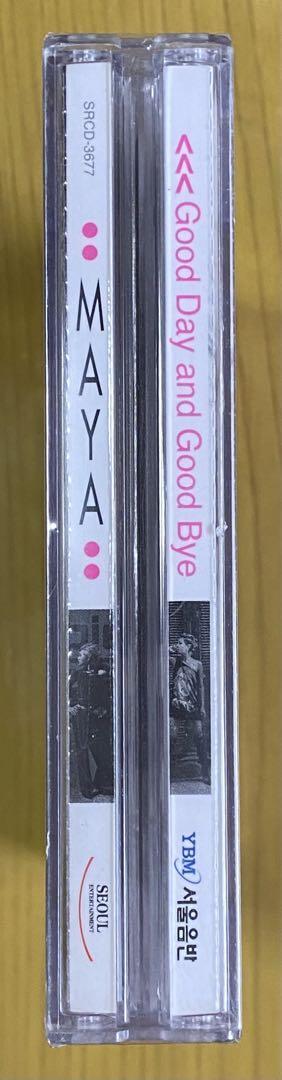 SRCD-3677
MAYA
SEOUL
ENTERTAINMENT
<<< Good Day and Good Bye
YBM 서울음반